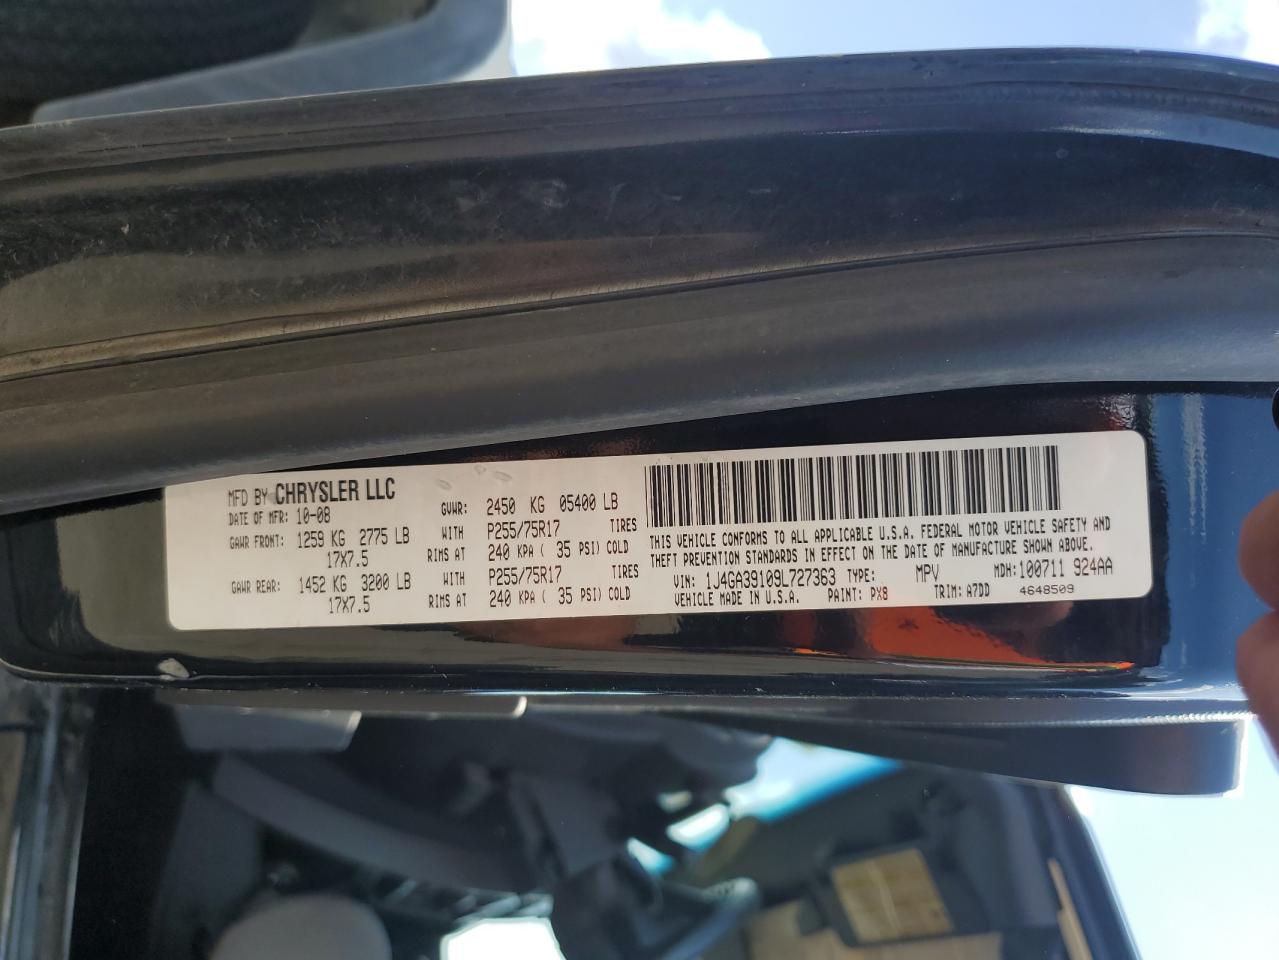 MFD BY CHRYSLER LLC
DATE OF MFR: 10-08 GVWR: 2450 KG 05400 LB
GAWR FRONT: 1259 KG 2775 LB WITH P255/75R17 TIRES
17X7.5 RIMS AT 240 KPA ( 35 PSI) COLD
GAWR REAR: 1452 KG 3200 LB WITH P255/75R17 TIRES
17X7.5 RIMS AT 240 KPA ( 35 PSI) COLD
THIS VEHICLE CONFORMS TO ALL APPLICABLE U.S.A. FEDERAL MOTOR VEHICLE SAFETY AND
THEFT PREVENTION STANDARDS IN EFFECT ON THE DATE OF MANUFACTURE SHOWN ABOVE.
VIN: 1J4GA39109L727363 TYPE: MPV MDH: 100711 924AA
VEHICLE MADE IN U.S.A. PAINT: PX8 TRIM: A7DD 4648509